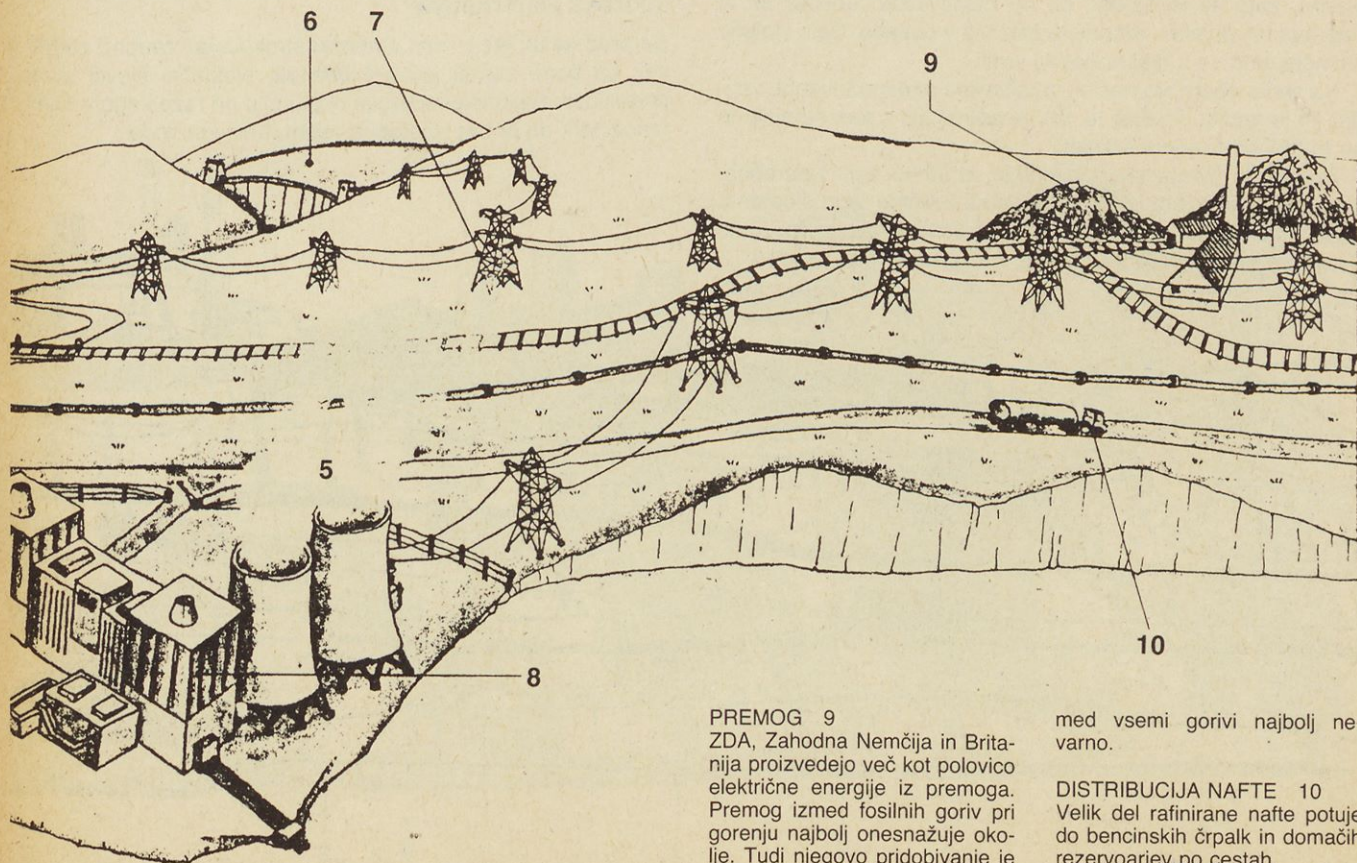 6 7
9
5
8
10
PREMOG 9
ZDA, Zahodna Nemčija in Brita-
nija proizvedejo več kot polovico
električne energije iz premoga.
Premog izmed fosilnih goriv pri
gorenju najbolj onesnažuje oko-
lje. Tudi njegovo pridobivanje je
med vsemi gorivi najbolj ne-
varno.
DISTRIBUCIJA NAFTE 10
Velik del rafinirane nafte potuje
do bencinskih črpalk in domačih
rezervoarjev po cestah.